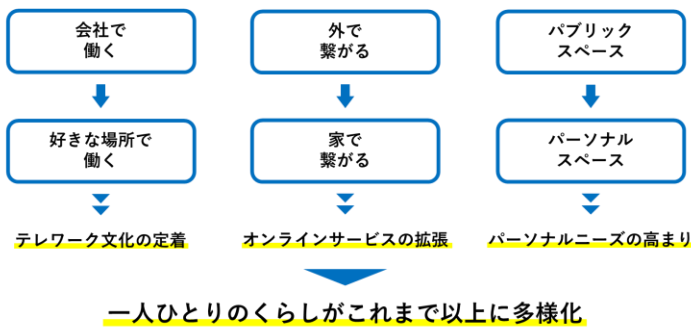 会社で
働く
外で
繋がる
パブリック
スペース
好きな場所で
働く
家で
繋がる
パーソナル
スペース
テレワーク文化の定着
オンラインサービスの拡張
パーソナルニーズの高まり
一人ひとりのくらしがこれまで以上に多様化